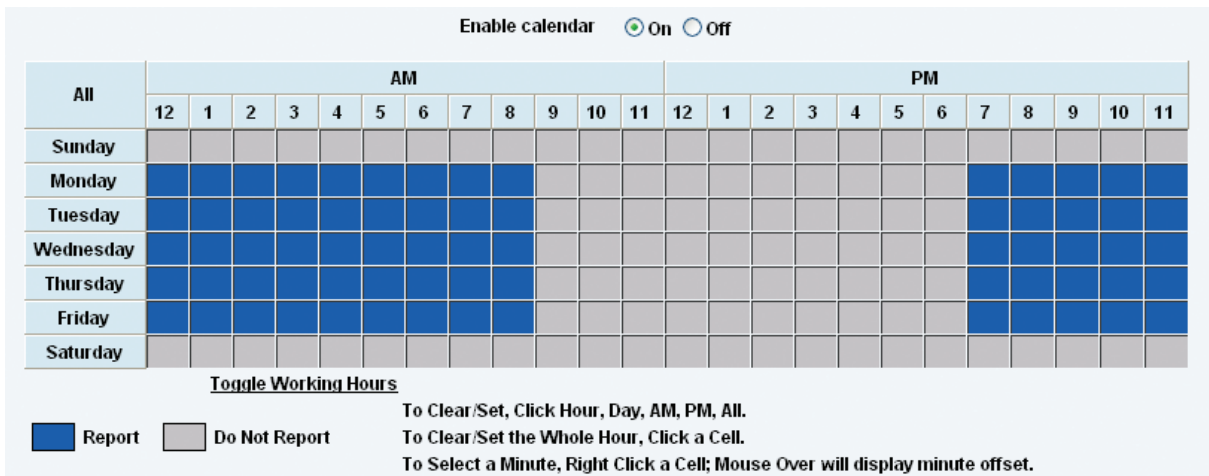 Enable calendar On Off
All AM PM
12 1 2 3 4 5 6 7 8 9 10 11 12 1 2 3 4 5 6 7 8 9 10 11
Sunday
Monday
Tuesday
Wednesday
Thursday
Friday
Saturday
Toggle Working Hours
To Clear/Set, Click Hour, Day, AM, PM, All.
Report Do Not Report To Clear/Set the Whole Hour, Click a Cell.
To Select a Minute, Right Click a Cell; Mouse Over will display minute offset.